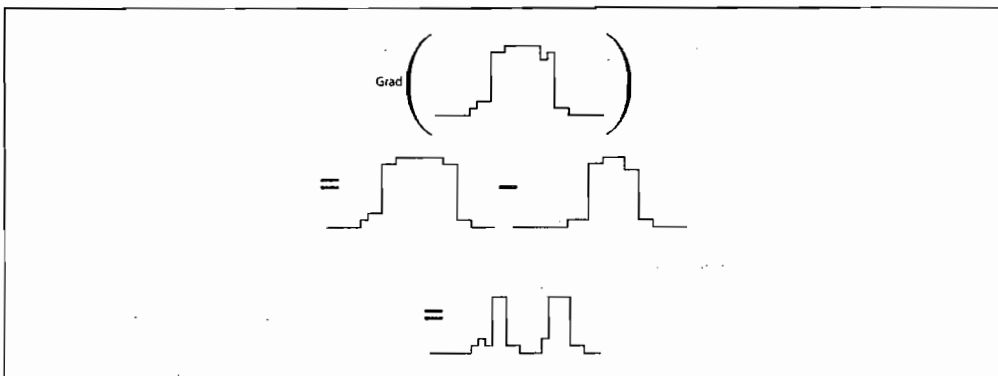 Grad
=
−
=